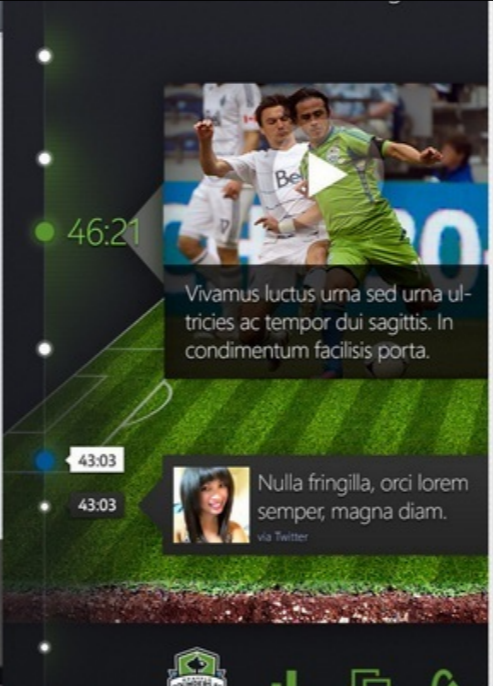 46:21
Bell
Vivamus luctus urna sed urna ul-
tricies ac tempor dui sagittis. In
condimentum facilisis porta.
43:03
43:03
Nulla fringilla, orci lorem
semper, magna diam.
via Twitter